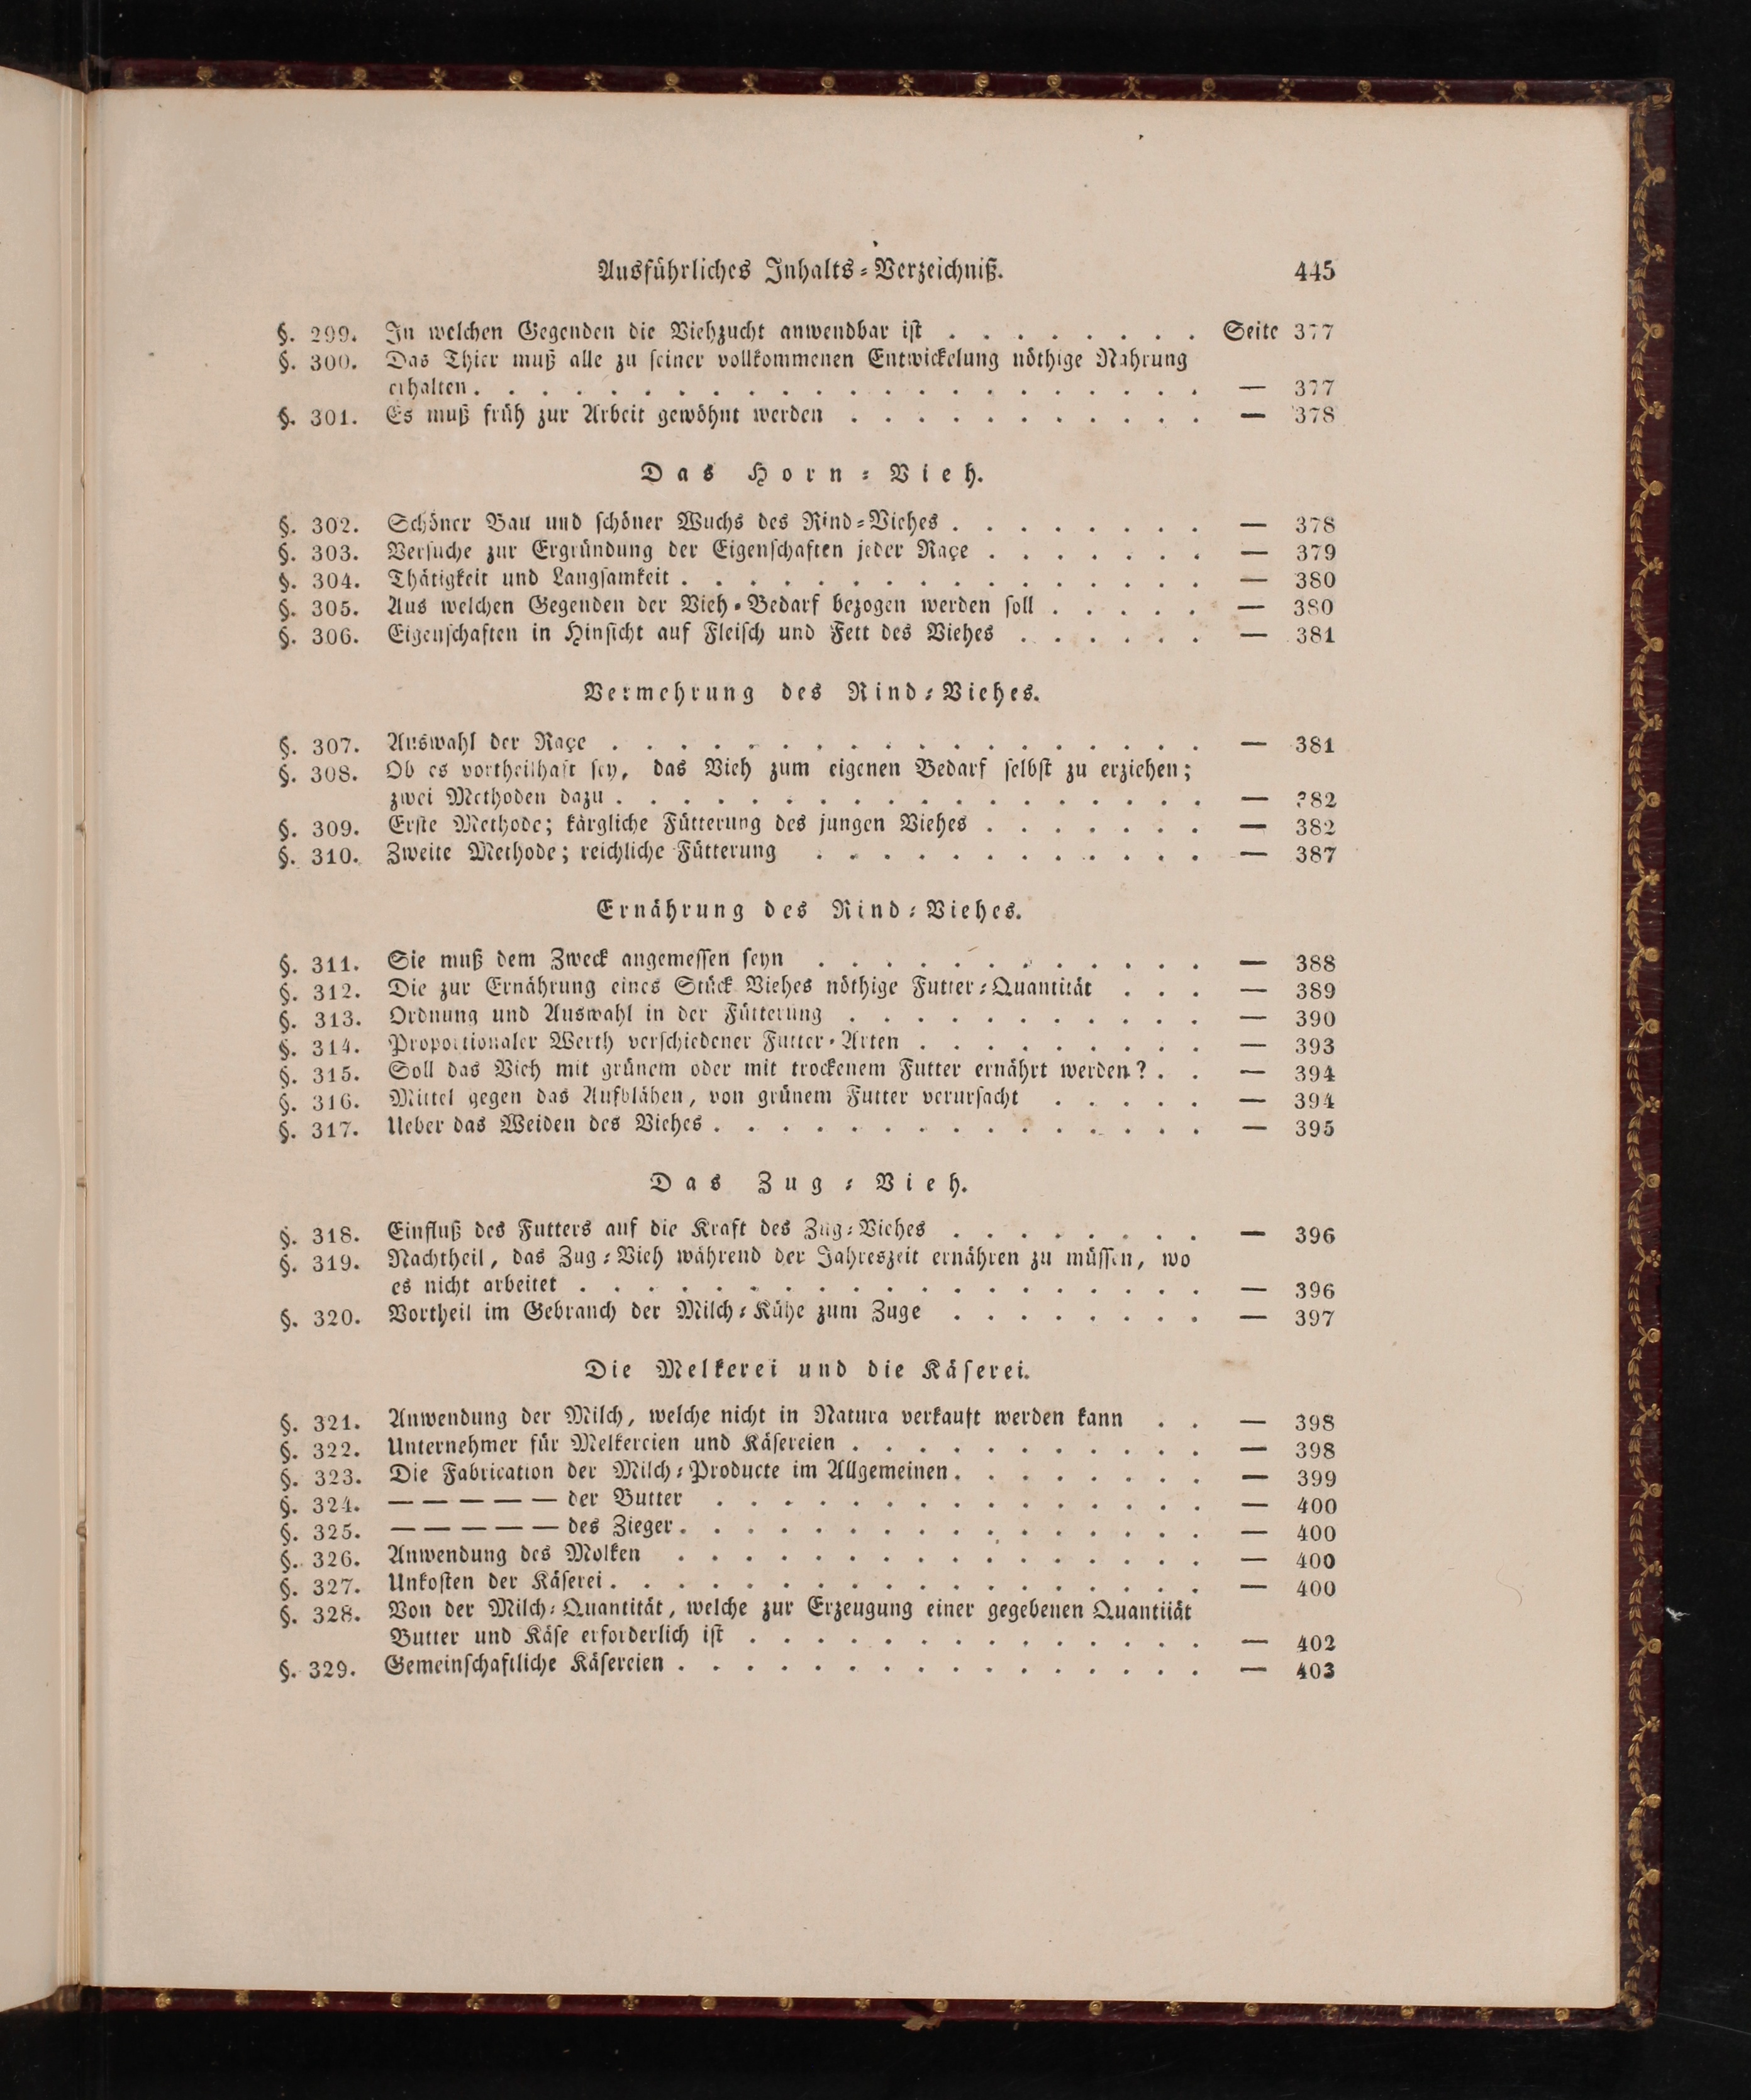 Ausführliches Inhalts-Verzeichniß. 445
§. 299. In welchen Gegenden die Viehzucht anwendbar ist . . . . . . . . Seite 377
§. 300. Das Thier muß alle zu seiner vollkommenen Entwickelung nöthige Nahrung
erhalten . . . . . . . . . . . . . . . . . . . . . . — 377
§. 301. Es muß früh zur Arbeit gewöhnt werden . . . . . . . . . . . — 378
Das Horn-Vieh.
§. 302. Schöner Bau und schöner Wuchs des Rind-Viehes . . . . . . . . — 378
§. 303. Versuche zur Ergründung der Eigenschaften jeder Raçe . . . . . . . — 379
§. 304. Thätigkeit und Langsamkeit . . . . . . . . . . . . . . . . — 380
§. 305. Aus welchen Gegenden der Vieh-Bedarf bezogen werden soll . . . . . — 380
§. 306. Eigenschaften in Hinsicht auf Fleisch und Fett des Viehes . . . . . . — 381
Vermehrung des Rind-Viehes.
§. 307. Auswahl der Raçe . . . . . . . . . . . . . . . . . . — 381
§. 308. Ob es vortheilhaft sey, das Vieh zum eigenen Bedarf selbst zu erziehen;
zwei Methoden dazu . . . . . . . . . . . . . . . . . . — 382
§. 309. Erste Methode; kärgliche Fütterung des jungen Viehes . . . . . . . — 382
§. 310. Zweite Methode; reichliche Fütterung . . . . . . . . . . . . — 387
Ernährung des Rind-Viehes.
§. 311. Sie muß dem Zweck angemessen seyn . . . . . . . . . . . . — 388
§. 312. Die zur Ernährung eines Stück Viehes nöthige Futter-Quantität . . . — 389
§. 313. Ordnung und Auswahl in der Fütterung . . . . . . . . . . . — 390
§. 314. Proportionaler Werth verschiedener Futter-Arten . . . . . . . . . — 393
§. 315. Soll das Vieh mit grünem oder mit trockenem Futter ernährt werden? . . — 394
§. 316. Mittel gegen das Aufblähen, von grünem Futter verursacht . . . . . — 394
§. 317. Ueber das Weiden des Viehes . . . . . . . . . . . . . . . — 395
Das Zug-Vieh.
§. 318. Einfluß des Futters auf die Kraft des Zug-Viehes . . . . . . . . — 396
§. 319. Nachtheil, das Zug-Vieh während der Jahreszeit ernähren zu müssen, wo
es nicht arbeitet . . . . . . . . . . . . . . . . . . . — 396
§. 320. Vortheil im Gebrauch der Milch-Kühe zum Zuge . . . . . . . . — 397
Die Melkerei und die Käserei.
§. 321. Anwendung der Milch, welche nicht in Natura verkauft werden kann . . — 398
§. 322. Unternehmer für Melkereien und Käsereien . . . . . . . . . . . — 398
§. 323. Die Fabrication der Milch-Producte im Allgemeinen . . . . . . . . — 399
§. 324. — — — — — der Butter . . . . . . . . . . . . . . . — 400
§. 325. — — — — — des Zieger . . . . . . . . . . . . . . . . — 400
§. 326. Anwendung des Molken . . . . . . . . . . . . . . . . — 400
§. 327. Unkosten der Käserei . . . . . . . . . . . . . . . . . . — 400
§. 328. Von der Milch-Quantität, welche zur Erzeugung einer gegebenen Quantität
Butter und Käse erforderlich ist . . . . . . . . . . . . . . — 402
§. 329. Gemeinschaftliche Käsereien . . . . . . . . . . . . . . . . — 403